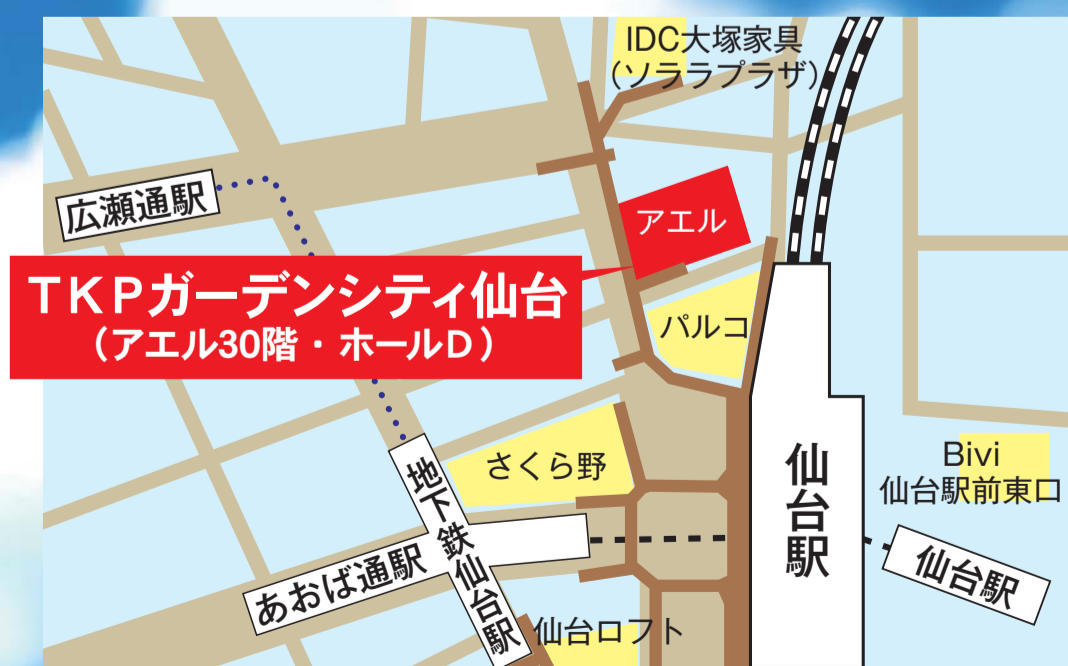 IDC大塚家具
（ソララプラザ）
広瀬通駅
アエル
TKPガーデンシティ仙台
（アエル30階・ホールD）
パルコ
さくら野
地下鉄仙台駅
仙台駅
Bivi
仙台駅前東口
あおば通駅
仙台駅
仙台ロフト